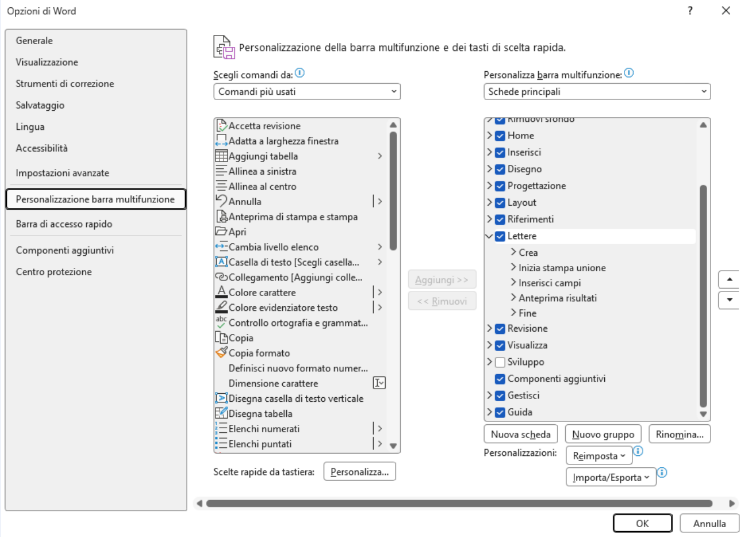 Opzioni di Word
?
Generale
Visualizzazione
Strumenti di correzione
Salvataggio
Lingua
Accessibilità
Impostazioni avanzate
Personalizzazione barra multifunzione
Barra di accesso rapido
Componenti aggiuntivi
Centro protezione
Personalizzazione della barra multifunzione e dei tasti di scelta rapida.
Scegli comandi da:
Comandi più usati
Accetta revisione
Adatta a larghezza finestra
Aggiungi tabella
Allinea a sinistra
Allinea al centro
Annulla
Anteprima di stampa e stampa
Apri
Cambia livello elenco
Casella di testo [Scegli casella...
Collegamento [Aggiungi colle...
Colore carattere
Colore evidenziatore testo
Controllo ortografia e grammat...
Copia
Copia formato
Definisci nuovo formato numer...
Dimensione carattere
Disegna casella di testo verticale
Disegna tabella
Elenchi numerati
Elenchi puntati
Scelte rapide da tastiera:
Personalizza...
Aggiungi >>
<< Rimuovi
Personalizza barra multifunzione:
Schede principali
Rimuovi sfondo
Home
Inserisci
Disegno
Progettazione
Layout
Riferimenti
Lettere
Crea
Inizia stampa unione
Inserisci campi
Anteprima risultati
Fine
Revisione
Visualizza
Sviluppo
Componenti aggiuntivi
Gestisci
Guida
Nuova scheda
Nuovo gruppo
Rinomina...
Personalizzazioni:
Reimposta
Importa/Esporta
OK
Annulla